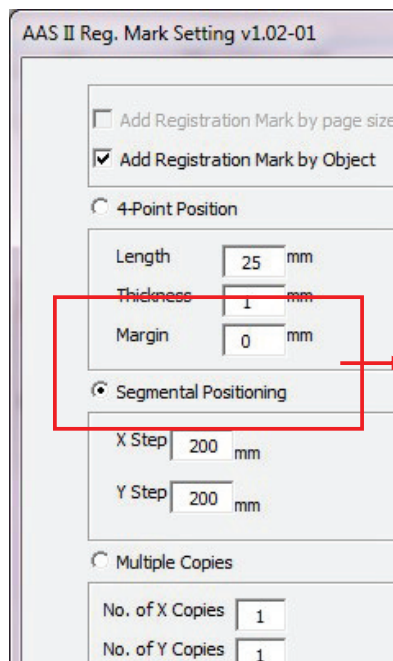 AAS II Reg. Mark Setting v1.02-01
Add Registration Mark by page size
Add Registration Mark by Object
4-Point Position
Length 25 mm
Thickness 1 mm
Margin 0 mm
Segmental Positioning
X Step 200 mm
Y Step 200 mm
Multiple Copies
No. of X Copies 1
No. of Y Copies 1